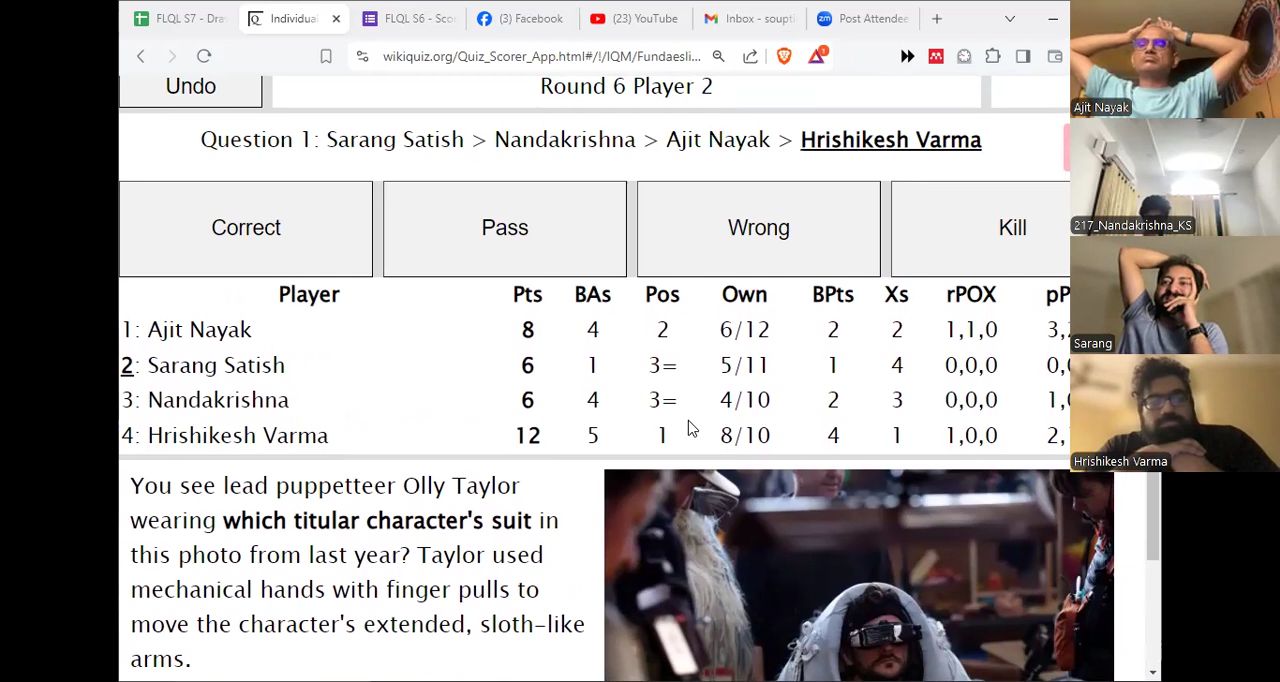 FLQL S7 - Dra
Individual
FLQL S6 - Sco
(3) Facebook
(23) YouTube
Inbox - soupti
Post Attendee
wikiquiz.org/Quiz_Scorer_App.html#/!/IQM/Fundaesli...
Undo
Round 6 Player 2
Question 1: Sarang Satish > Nandakrishna > Ajit Nayak > Hrishikesh Varma
Correct Pass Wrong Kill
Player Pts BAs Pos Own BPts Xs rPOX
1: Ajit Nayak 8 4 2 6/12 2 2 1,1,0
2: Sarang Satish 6 1 3= 5/11 1 4 0,0,0
3: Nandakrishna 6 4 3= 4/10 2 3 0,0,0
4: Hrishikesh Varma 12 5 1 8/10 4 1 1,0,0
You see lead puppetteer Olly Taylor
wearing which titular character's suit in
this photo from last year? Taylor used
mechanical hands with finger pulls to
move the character's extended, sloth-like
arms.
Ajit Nayak
217_Nandakrishna_KS
Sarang
Hrishikesh Varma